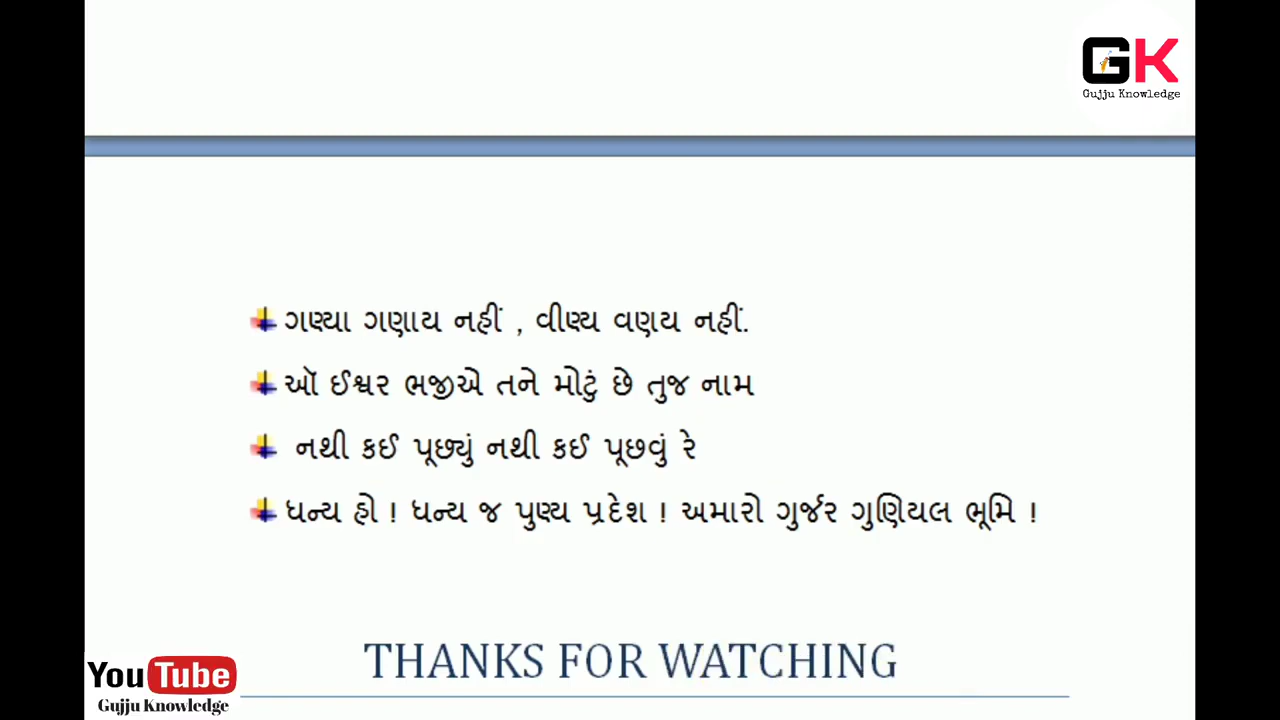 GK
Gujju Knowledge
ગણ્યા ગણાય નહીં , વીણ્ય વણય નહીં.
ઑ ઈશ્વર ભજીએ તને મોટું છે તુજ નામ
નથી કઈ પૂછ્યું નથી કઈ પૂછવું રે
ધન્ય હો ! ધન્ય જ પુણ્ય પ્રદેશ ! અમારો ગુર્જર ગુણિયલ ભૂમિ !
THANKS FOR WATCHING
YouTube
Gujju Knowledge